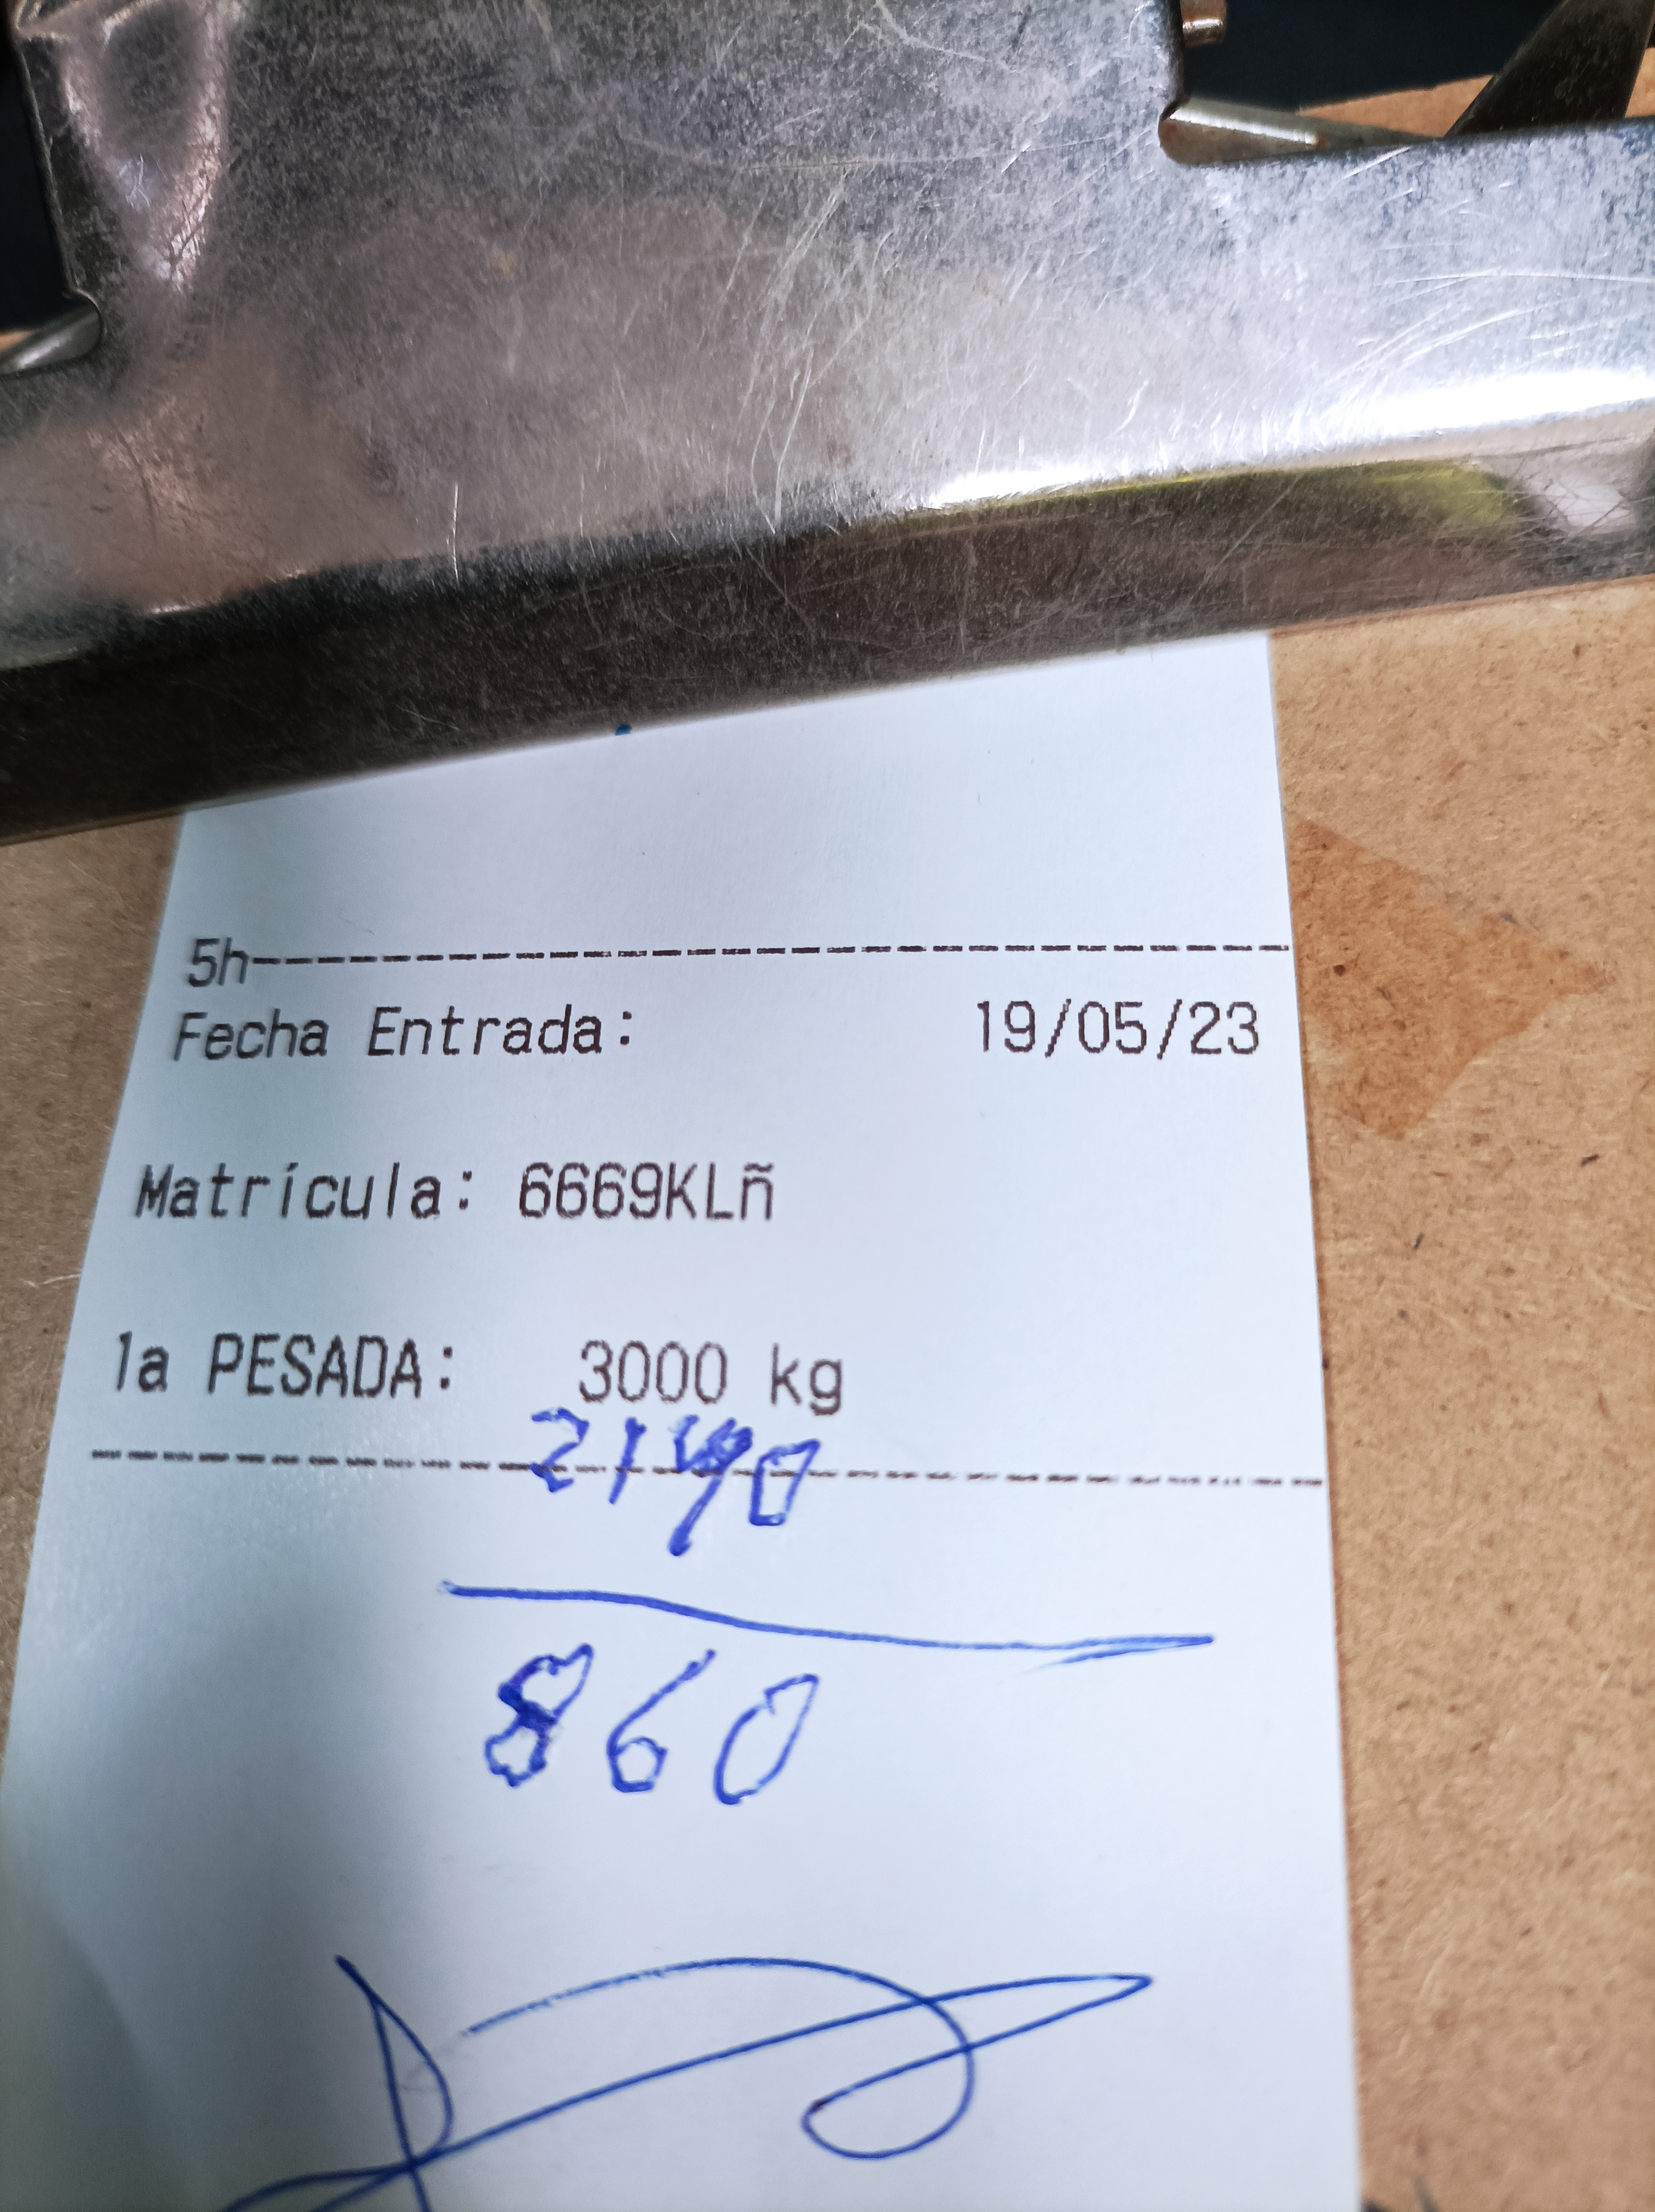 5h--------------------------------
Fecha Entrada: 19/05/23
Matrícula: 6669KLñ
1a PESADA: 3000 kg
2140
860